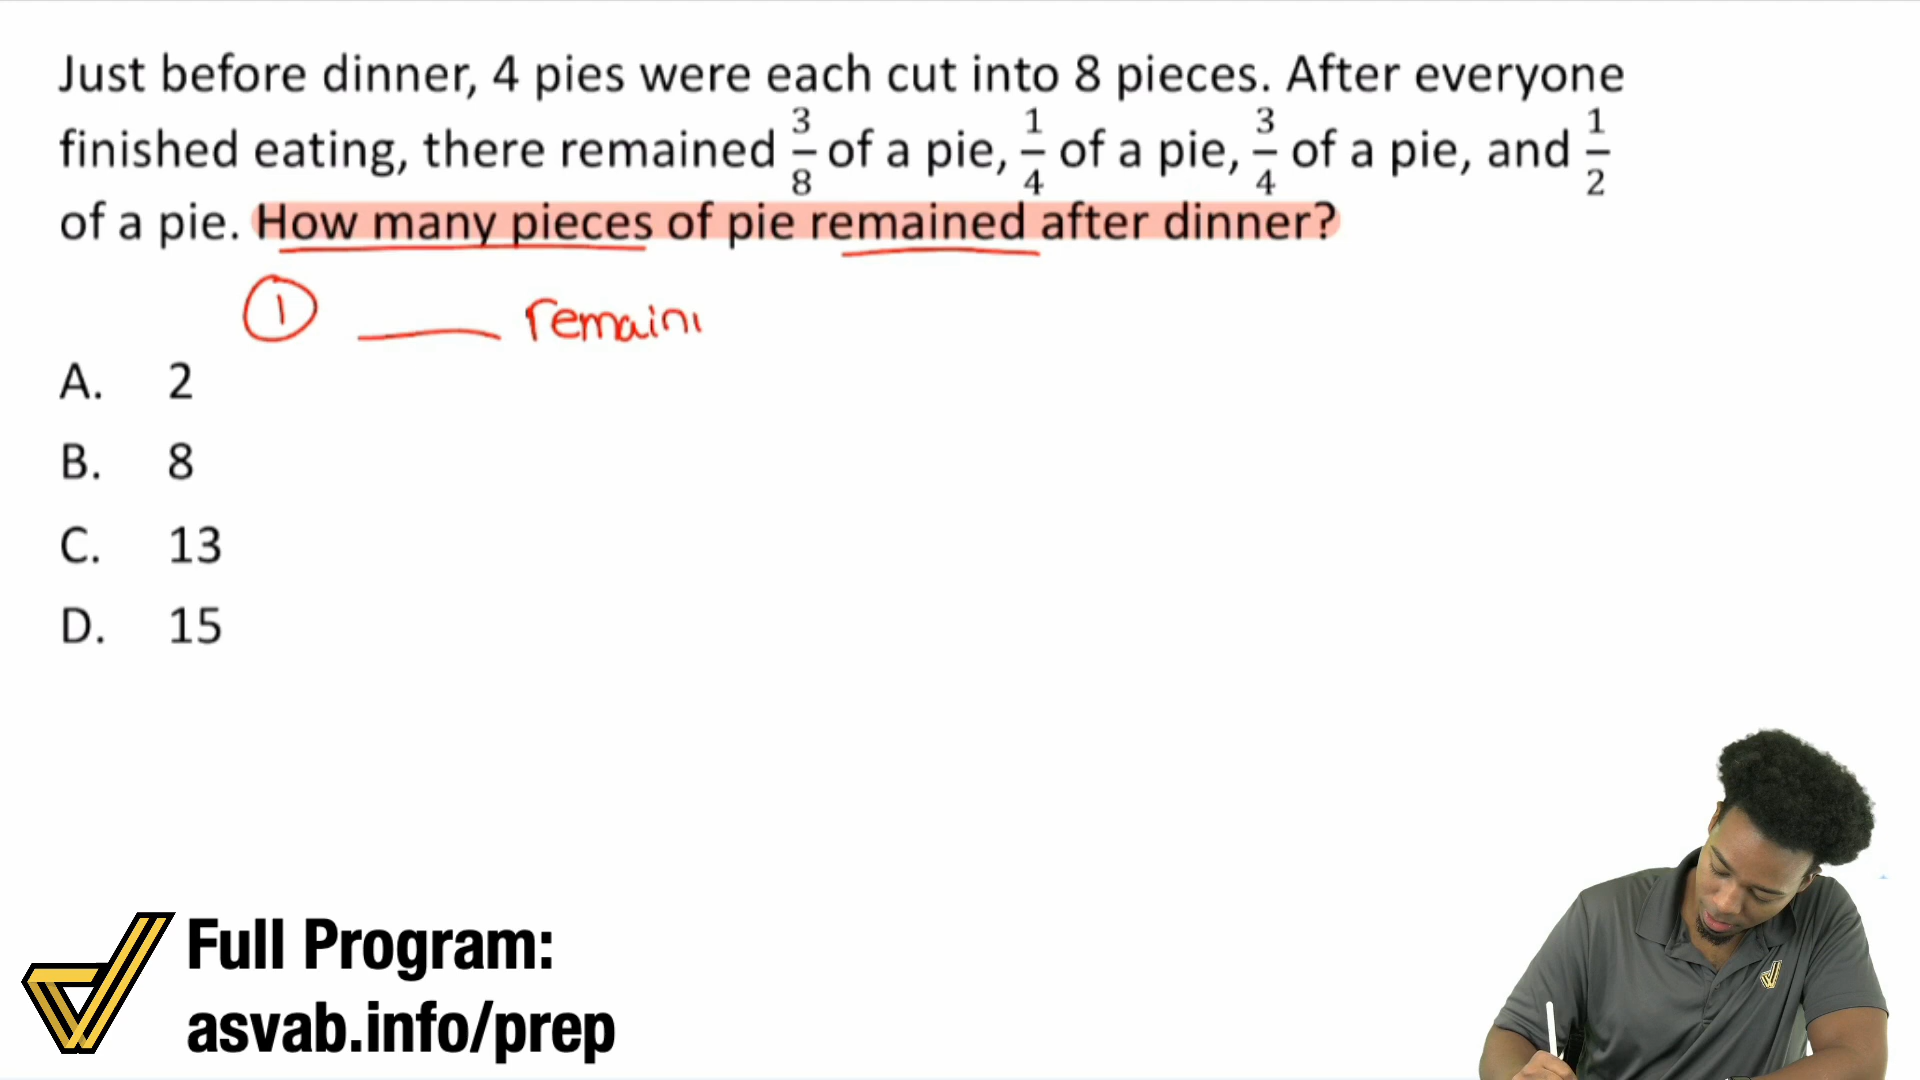 Just before dinner, 4 pies were each cut into 8 pieces. After everyone
finished eating, there remained 3/8 of a pie, 1/4 of a pie, 3/4 of a pie, and 1/2
of a pie. How many pieces of pie remained after dinner?
① ____ remaini
A. 2
B. 8
C. 13
D. 15
Full Program:
asvab.info/prep